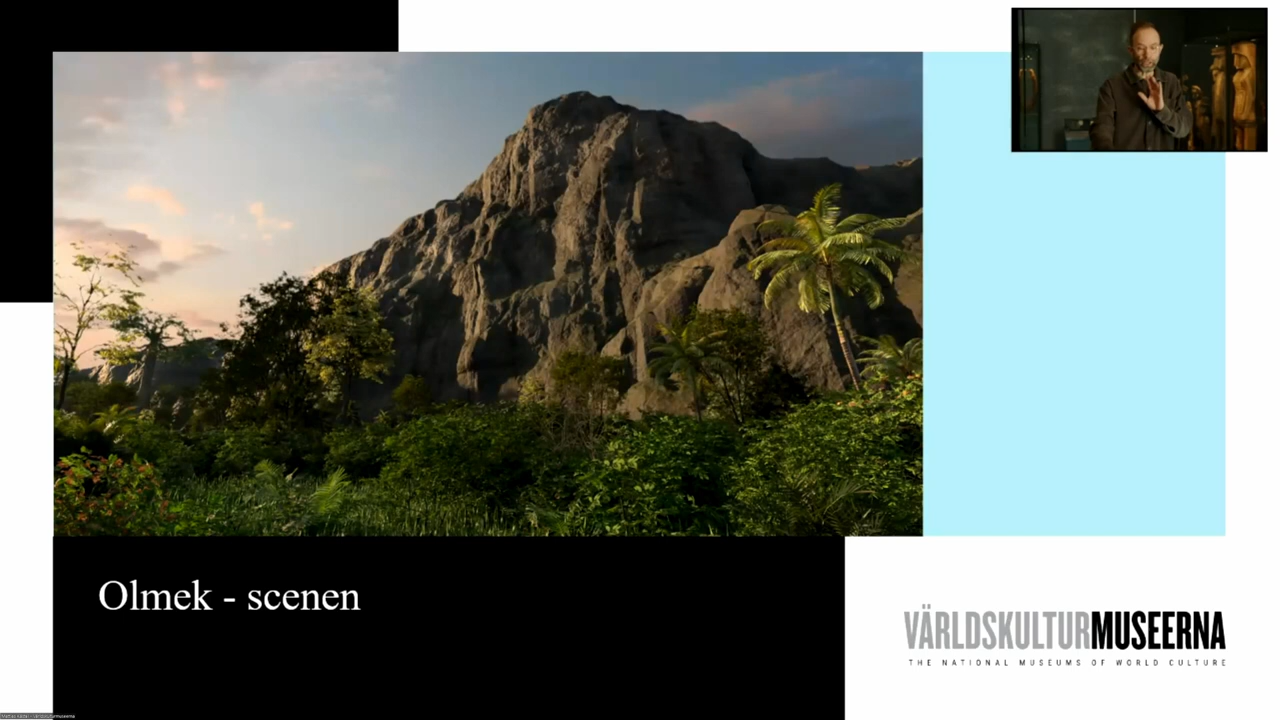 Olmek - scenen
VÄRLDSKULTURMUSEERNA
THE NATIONAL MUSEUMS OF WORLD CULTURE